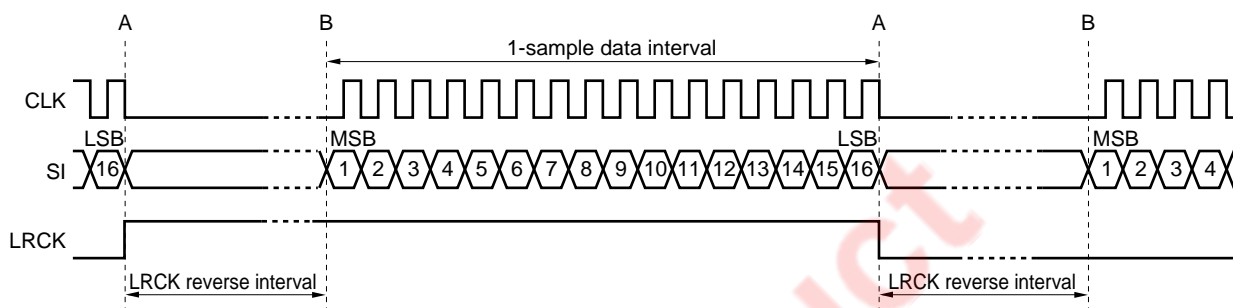 A B A B
1-sample data interval
CLK
LSB MSB LSB MSB
SI 16 1 2 3 4 5 6 7 8 9 10 11 12 13 14 15 16 1 2 3 4
LRCK
LRCK reverse interval LRCK reverse interval